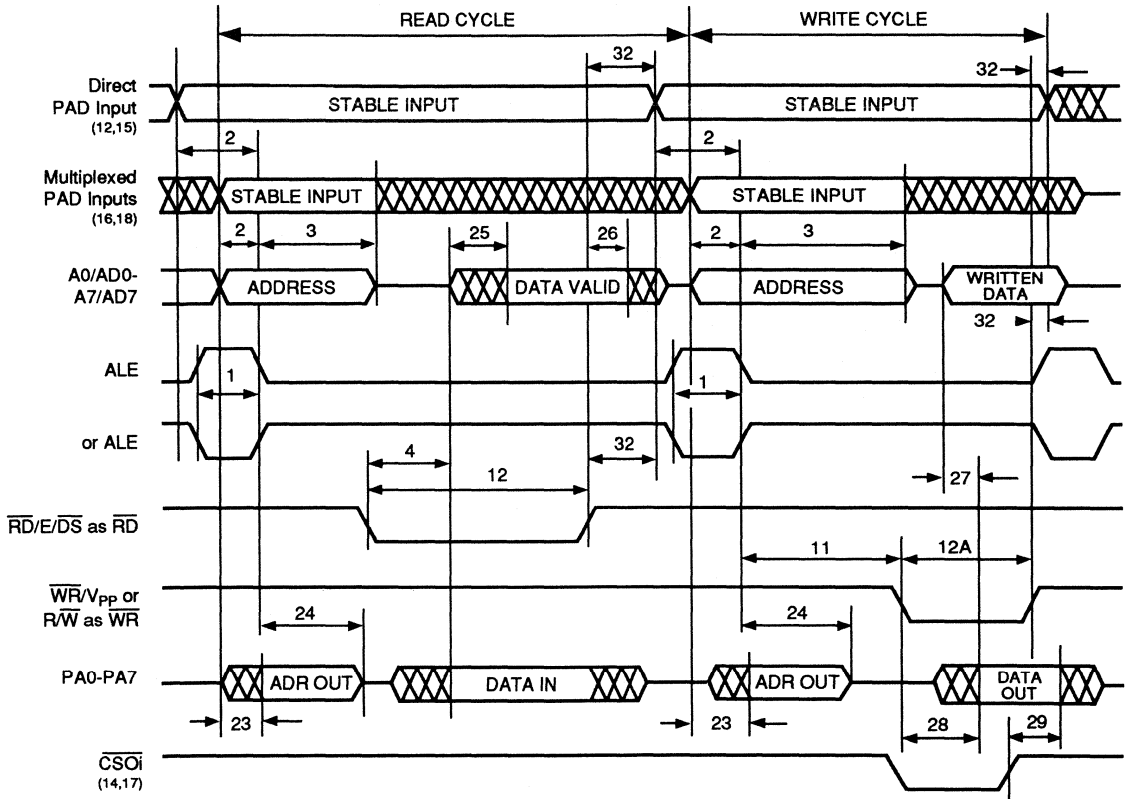 READ CYCLE WRITE CYCLE
32
32
Direct
PAD Input
(12,15)
STABLE INPUT STABLE INPUT
2 2
Multiplexed
PAD Inputs
(16,18)
STABLE INPUT STABLE INPUT
2 3 25 26 2 3
A0/AD0-
A7/AD7
ADDRESS DATA VALID ADDRESS WRITTEN
DATA
32
ALE
1 1
or ALE
4 32
12 27
RD/E/DS as RD
11 12A
WR/VPP or
R/W as WR
24 24
PA0-PA7
ADR OUT DATA IN ADR OUT DATA
OUT
23 23 28 29
CSOi
(14,17)